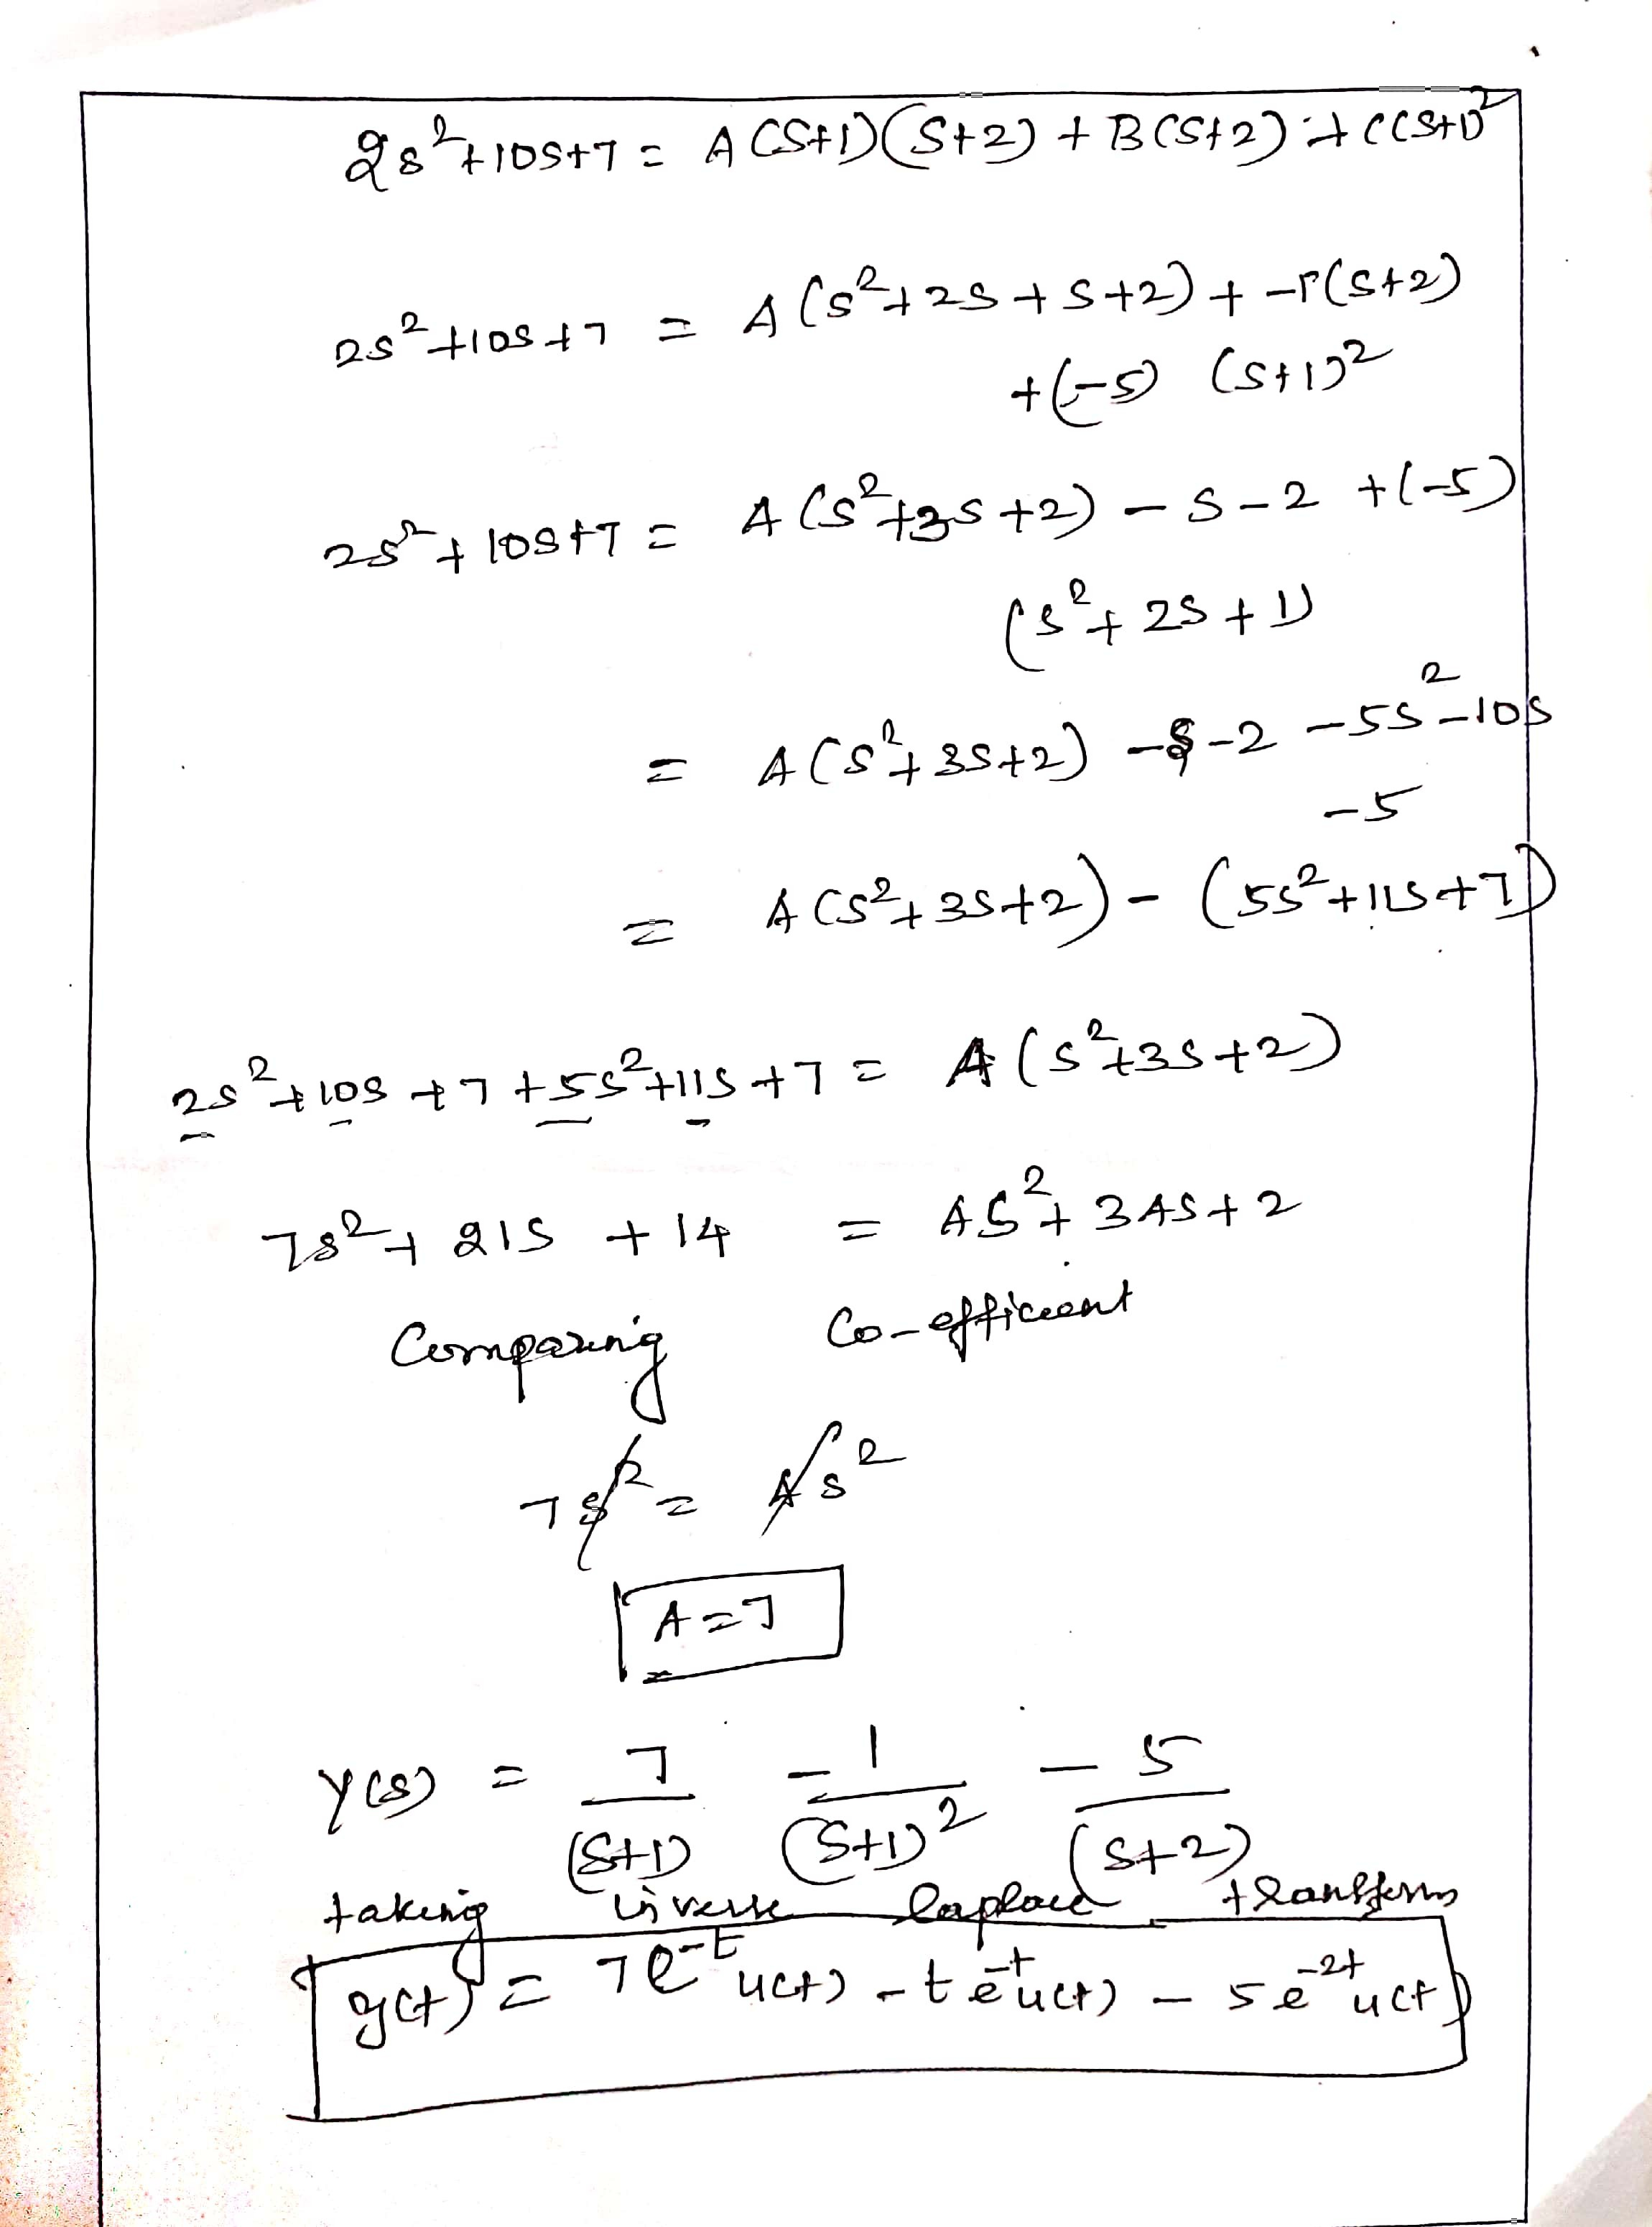 2s²+10s+7 = A(s+1)(s+2) + B(s+2) + C(s+1)²
2s²+10s+7 = A(s²+2s+s+2) + -1(s+2)
+(-5) (s+1)²
2s²+10s+7 = A(s²+3s+2) - s - 2 +(-5)
(s²+2s+1)
= A(s²+3s+2) -s-2 -5s²-10s
-5
= A(s²+3s+2) - (5s²+11s+7)
2s²+10s+7+5s²+11s+7 = A(s²+3s+2)
7s²+21s+14 = As²+3As+2
Comparing Co-efficient
7s² = As²
A=7
Y(s) = 7/(s+1) - 1/(s+1)² - 5/(s+2)
taking inverse laplace transform
y(t) = 7e^-t u(t) - t e^-t u(t) - 5e^-2t u(t)